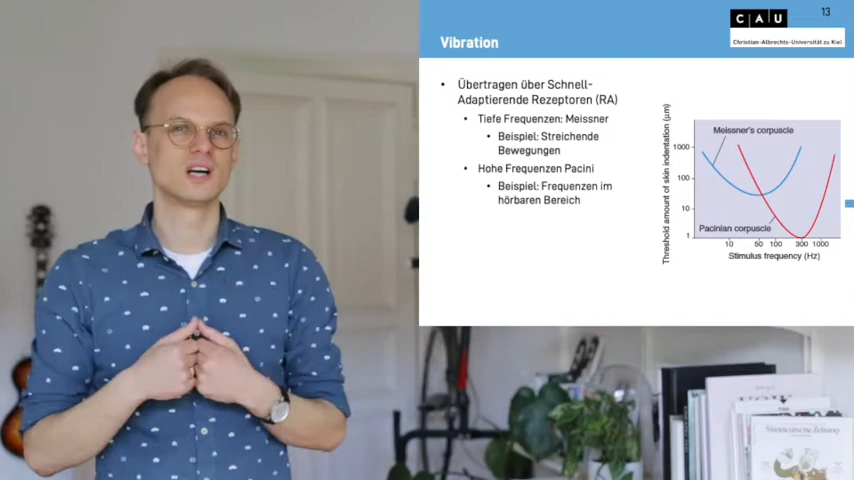 13
C A U
Christian-Albrechts-Universität zu Kiel
Vibration
• Übertragen über Schnell-
Adaptierende Rezeptoren (RA)
• Tiefe Frequenzen: Meissner
• Beispiel: Streichende
Bewegungen
• Hohe Frequenzen Pacini
• Beispiel: Frequenzen im
hörbaren Bereich
Threshold amount of skin indentation (μm)
1000
100
10
1
Meissner's corpuscle
Pacinian corpuscle
10 50 100 300 1000
Stimulus frequency (Hz)
Süddeutsche Zeitung